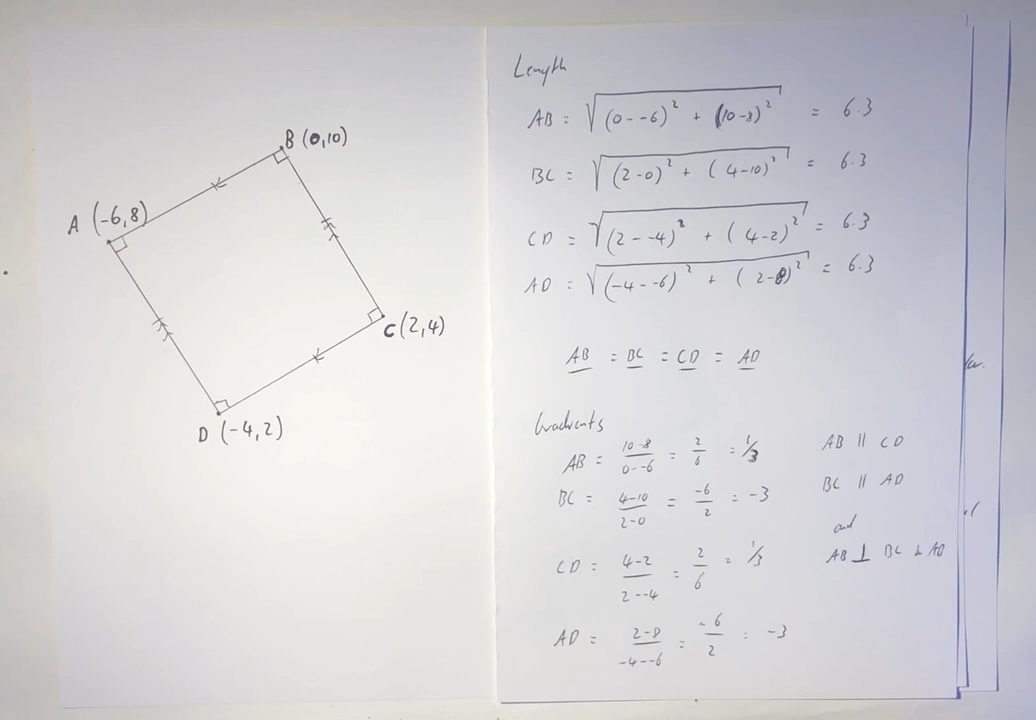 B (0,10)
A (-6,8)
C (2,4)
D (-4,2)
Length
AB = √(0--6)² + (10-8)² = 6.3
BC = √(2-0)² + (4-10)² = 6.3
CD = √(2--4)² + (4-2)² = 6.3
AD = √(-4--6)² + (2-8)² = 6.3
AB = BC = CD = AD
Gradients
AB = 10-8/0--6 = 2/6 = 1/3
BC = 4-10/2-0 = -6/2 = -3
CD = 4-2/2--4 = 2/6 = 1/3
AD = 2-8/-4--6 = -6/2 = -3
AB || CD
BC || AD
and
AB ⊥ BC ⊥ AD